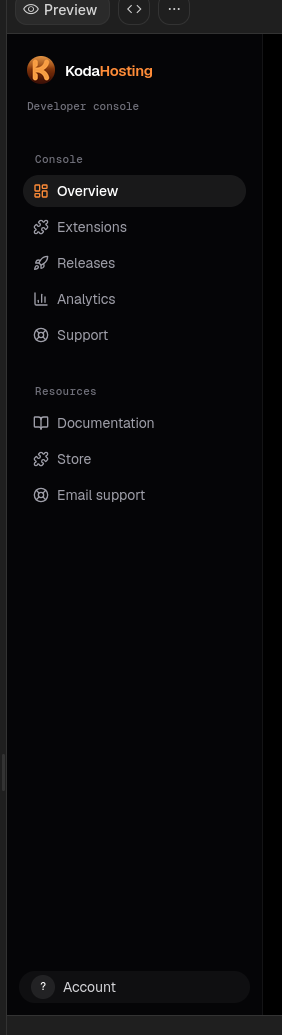 Preview
KodaHosting
Developer console
Console
Overview
Extensions
Releases
Analytics
Support
Resources
Documentation
Store
Email support
? Account